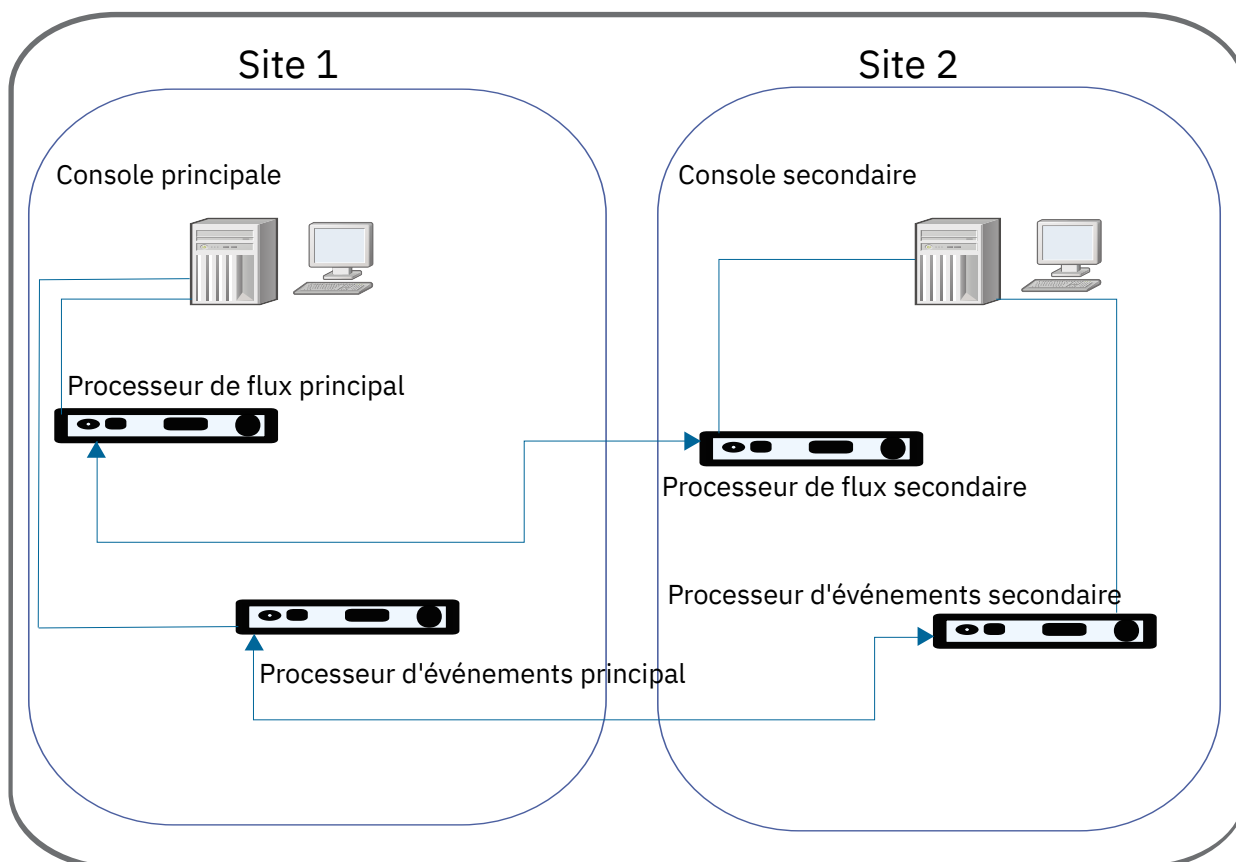 Site 1
Site 2
Console principale
Console secondaire
Processeur de flux principal
Processeur de flux secondaire
Processeur d'événements secondaire
Processeur d'événements principal